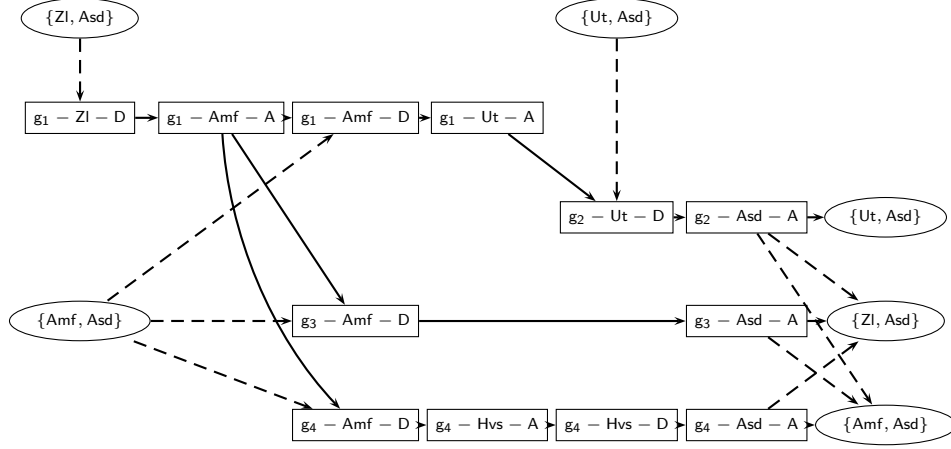 {Zl, Asd} {Ut, Asd}
g₁ − Zl − D g₁ − Amf − A g₁ − Amf − D g₁ − Ut − A
g₂ − Ut − D g₂ − Asd − A {Ut, Asd}
{Amf, Asd} g₃ − Amf − D g₃ − Asd − A {Zl, Asd}
g₄ − Amf − D g₄ − Hvs − A g₄ − Hvs − D g₄ − Asd − A {Amf, Asd}